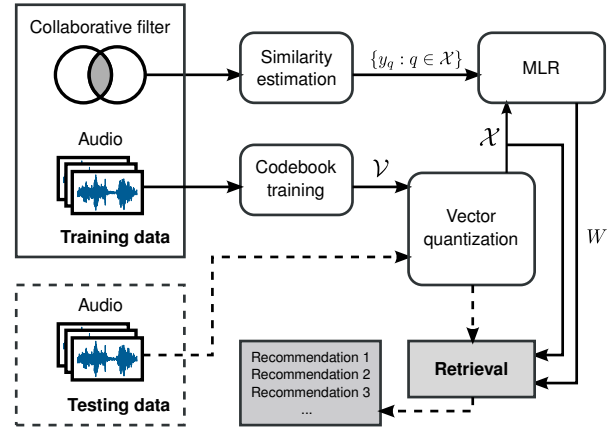 Collaborative filter
Similarity
estimation
{y_q : q ∈ 𝒳}
MLR
Audio
Training data
Codebook
training
𝒱
𝒳
Vector
quantization
W
Audio
Testing data
Recommendation 1
Recommendation 2
Recommendation 3
...
Retrieval